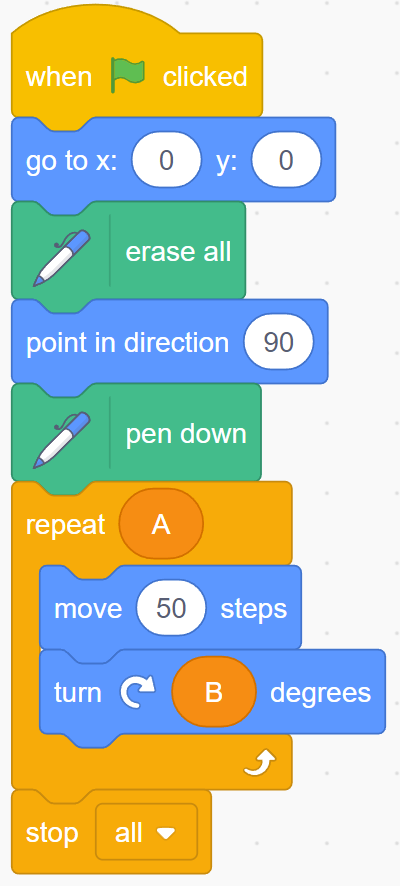 when clicked
go to x: 0 y: 0
erase all
point in direction 90
pen down
repeat A
move 50 steps
turn B degrees
stop all